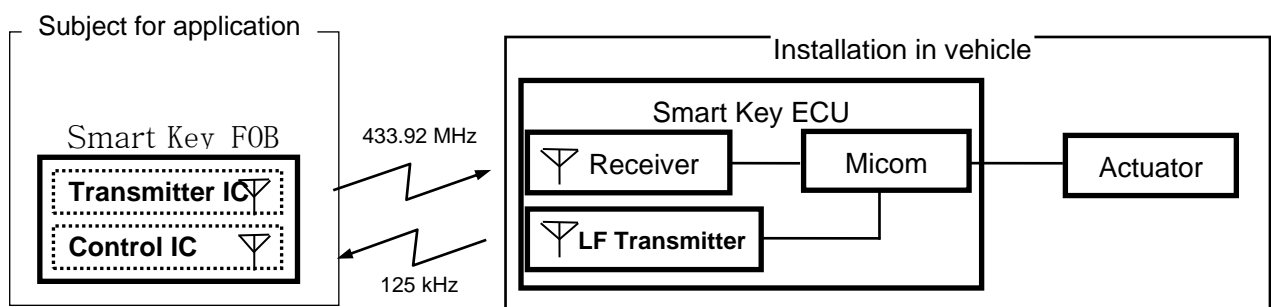 Subject for application
Smart Key FOB
Transmitter IC
Control IC
433.92 MHz
125 kHz
Installation in vehicle
Smart Key ECU
Receiver
Micom
Actuator
LF Transmitter